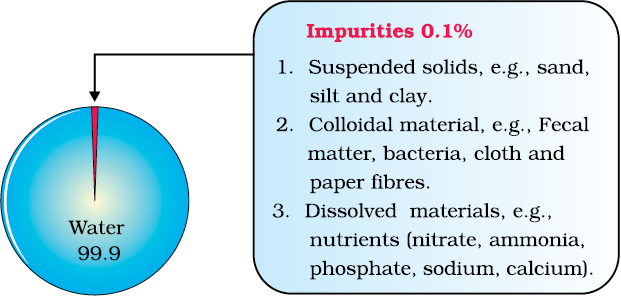 Impurities 0.1%
1. Suspended solids, e.g., sand,
silt and clay.
2. Colloidal material, e.g., Fecal
matter, bacteria, cloth and
paper fibres.
3. Dissolved materials, e.g.,
nutrients (nitrate, ammonia,
phosphate, sodium, calcium).
Water
99.9